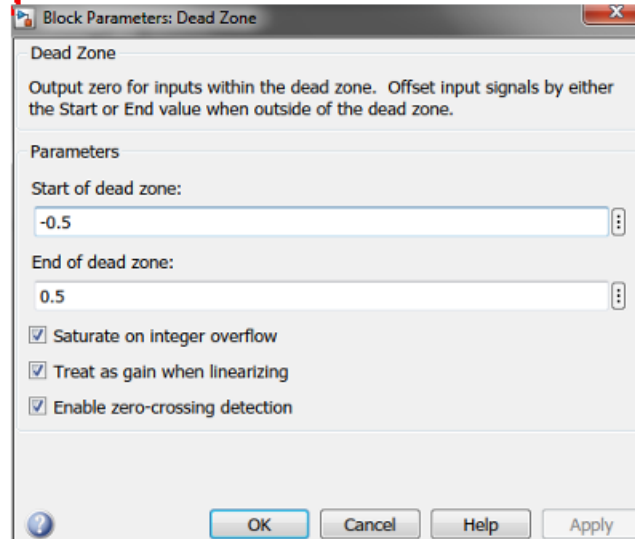 Block Parameters: Dead Zone
Dead Zone
Output zero for inputs within the dead zone.  Offset input signals by either
the Start or End value when outside of the dead zone.
Parameters
Start of dead zone:
-0.5
End of dead zone:
0.5
Saturate on integer overflow
Treat as gain when linearizing
Enable zero-crossing detection
OK Cancel Help Apply